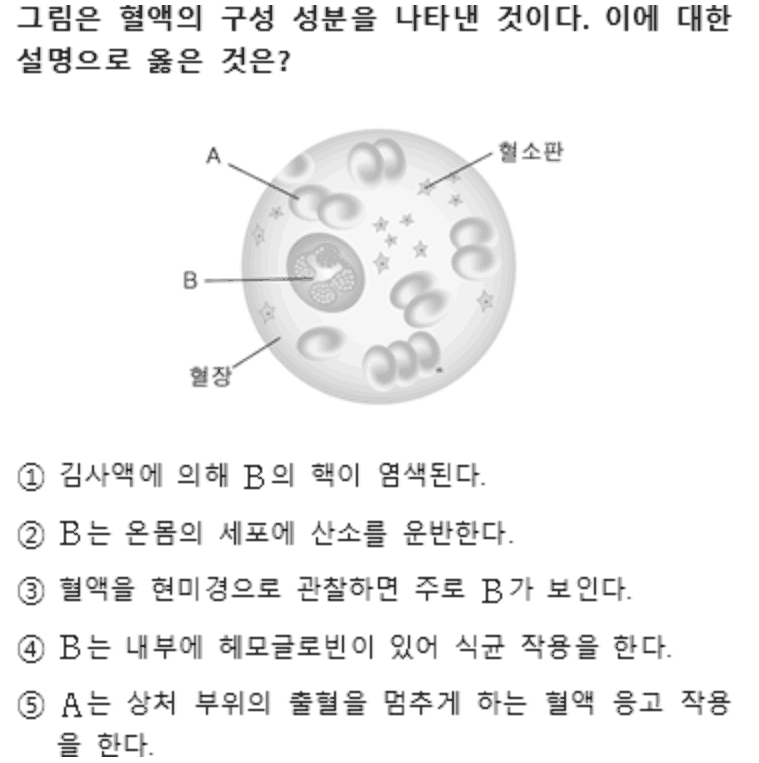 그림은 혈액의 구성 성분을 나타낸 것이다. 이에 대한
설명으로 옳은 것은?
A
혈소판
B
혈장
① 김사액에 의해 B의 핵이 염색된다.
② B는 온몸의 세포에 산소를 운반한다.
③ 혈액을 현미경으로 관찰하면 주로 B가 보인다.
④ B는 내부에 헤모글로빈이 있어 식균 작용을 한다.
⑤ A는 상처 부위의 출혈을 멈추게 하는 혈액 응고 작용
을 한다.